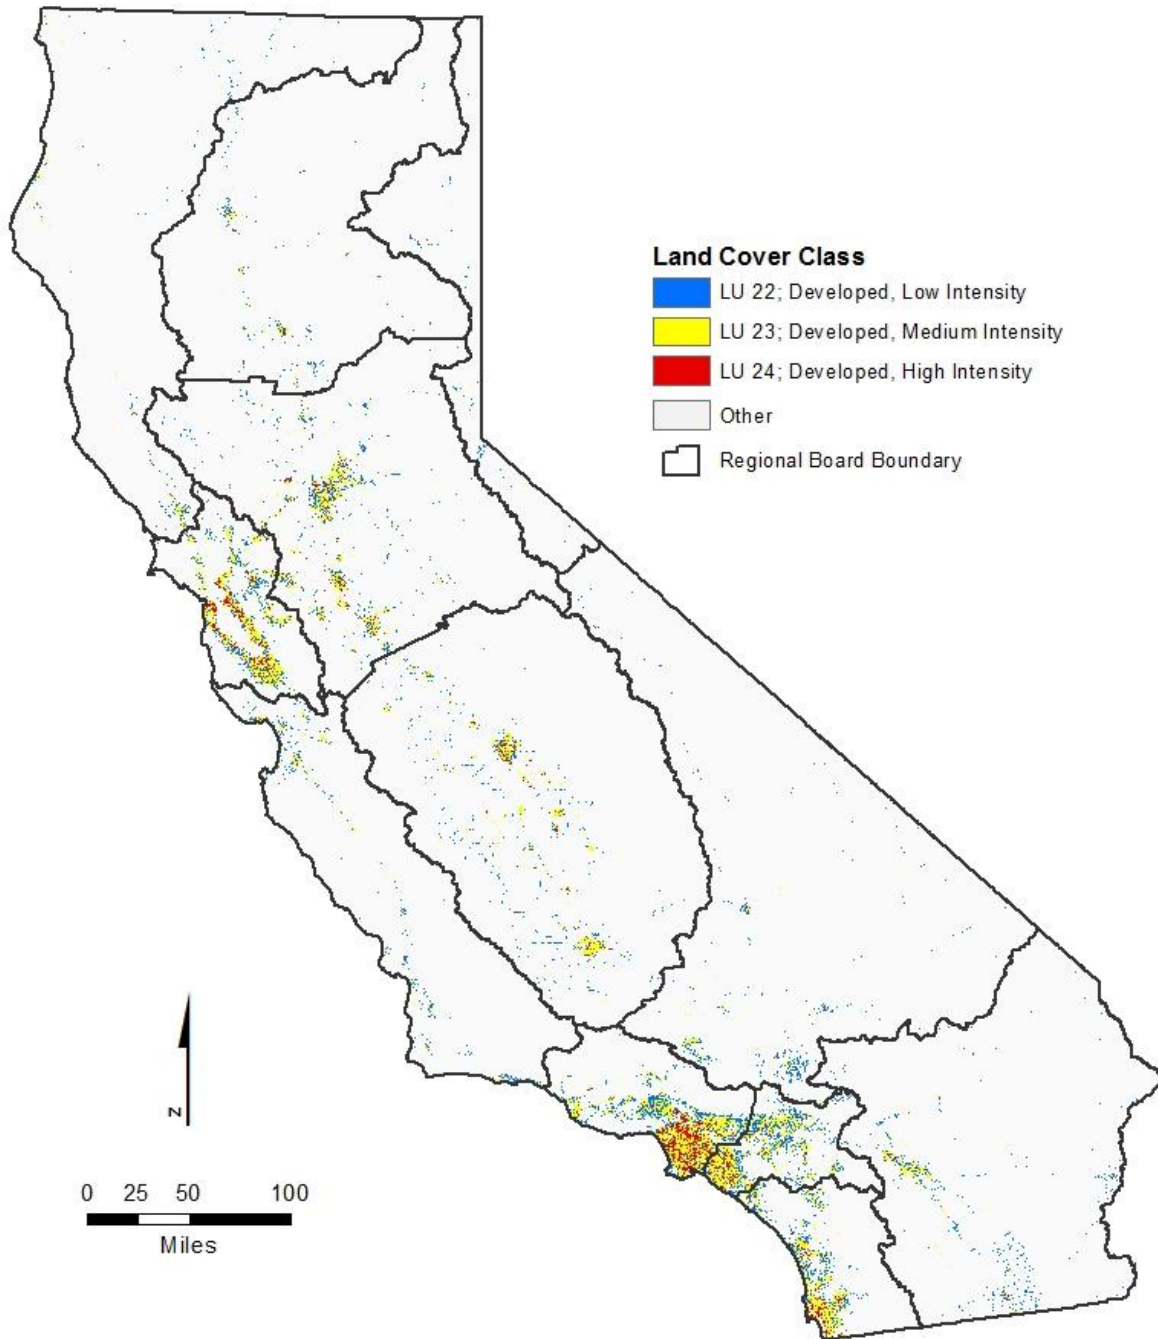 Land Cover Class
LU 22; Developed, Low Intensity
LU 23; Developed, Medium Intensity
LU 24; Developed, High Intensity
Other
Regional Board Boundary
N
0 25 50 100
Miles